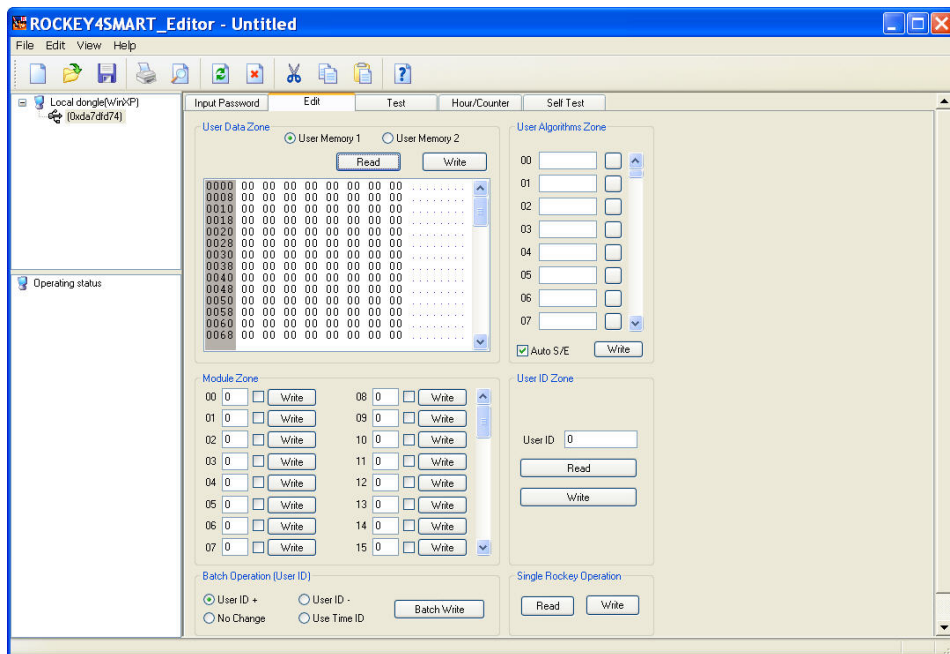 ROCKEY4SMART_Editor - Untitled
File Edit View Help
Local dongle(WinXP)
(0xda7dfd74)
Operating status
Input Password Edit Test Hour/Counter Self Test
User Data Zone
User Memory 1 User Memory 2
Read Write
0000 00 00 00 00 00 00 00 00 ........
0008 00 00 00 00 00 00 00 00 ........
0010 00 00 00 00 00 00 00 00 ........
0018 00 00 00 00 00 00 00 00 ........
0020 00 00 00 00 00 00 00 00 ........
0028 00 00 00 00 00 00 00 00 ........
0030 00 00 00 00 00 00 00 00 ........
0038 00 00 00 00 00 00 00 00 ........
0040 00 00 00 00 00 00 00 00 ........
0048 00 00 00 00 00 00 00 00 ........
0050 00 00 00 00 00 00 00 00 ........
0058 00 00 00 00 00 00 00 00 ........
0060 00 00 00 00 00 00 00 00 ........
0068 00 00 00 00 00 00 00 00 ........
User Algorithms Zone
00
01
02
03
04
05
06
07
Auto S/E Write
Module Zone
00 0 Write 08 0 Write
01 0 Write 09 0 Write
02 0 Write 10 0 Write
03 0 Write 11 0 Write
04 0 Write 12 0 Write
05 0 Write 13 0 Write
06 0 Write 14 0 Write
07 0 Write 15 0 Write
User ID Zone
User ID 0
Read
Write
Batch Operation (User ID)
User ID + User ID -
No Change Use Time ID
Batch Write
Single Rockey Operation
Read Write